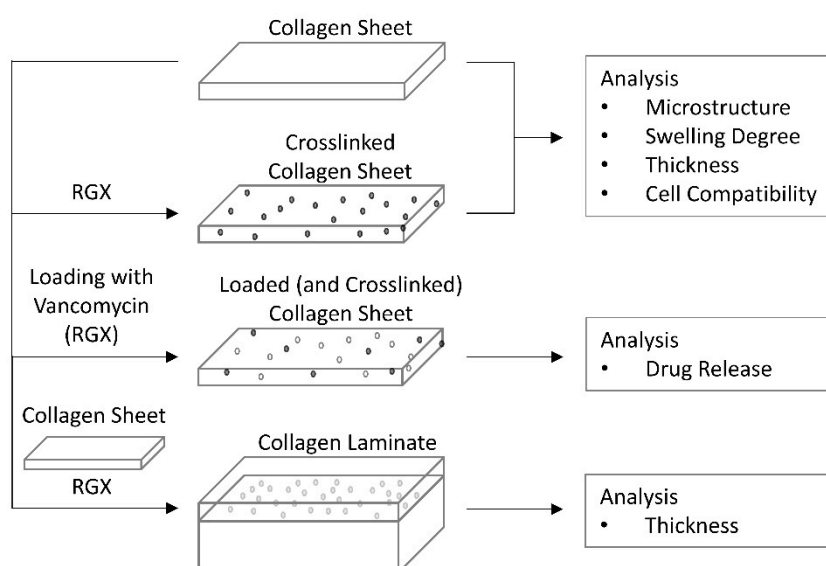 Collagen Sheet
Analysis
• Microstructure
• Swelling Degree
• Thickness
• Cell Compatibility
Crosslinked
Collagen Sheet
RGX
Loading with
Vancomycin
(RGX)
Loaded (and Crosslinked)
Collagen Sheet
Analysis
• Drug Release
Collagen Sheet
RGX
Collagen Laminate
Analysis
• Thickness